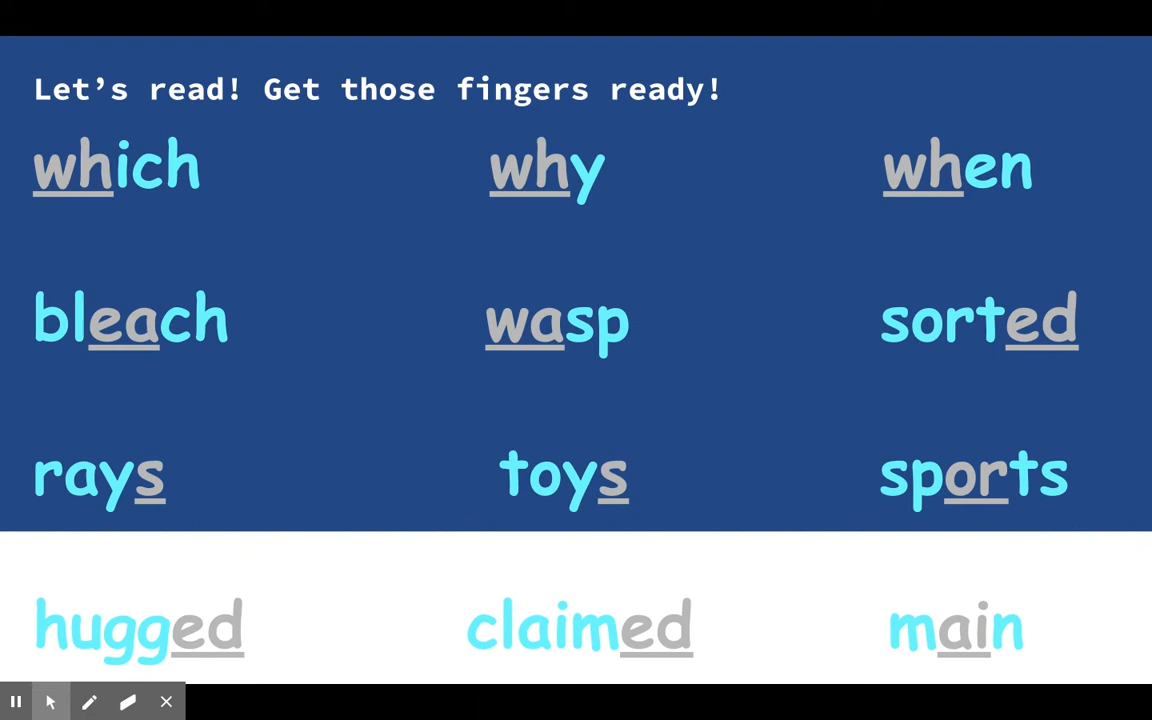 Let’s read! Get those fingers ready!
which why when
bleach wasp sorted
rays toys sports
hugged claimed main